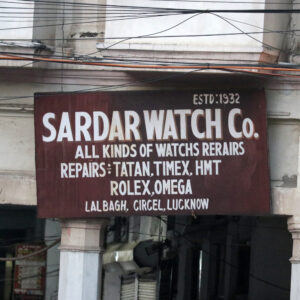 ESTD:1932
SARDAR WATCH Co.
ALL KINDS OF WATCHS RERAIRS
REPAIRS: TATAN, TIMEX, HMT
ROLEX, OMEGA
LALBAGH, CIRCEL, LUCKNOW